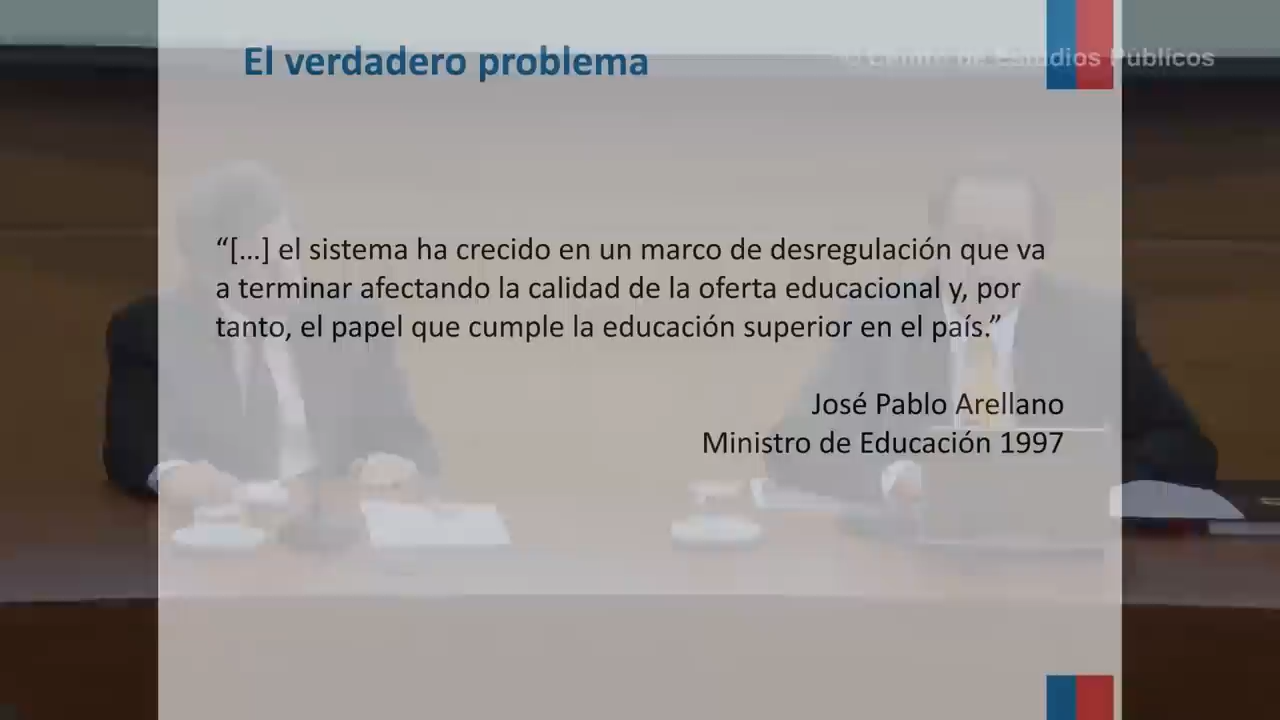 El verdadero problema
© Centro de Estudios Públicos
“[...] el sistema ha crecido en un marco de desregulación que va
a terminar afectando la calidad de la oferta educacional y, por
tanto, el papel que cumple la educación superior en el país.”
José Pablo Arellano
Ministro de Educación 1997